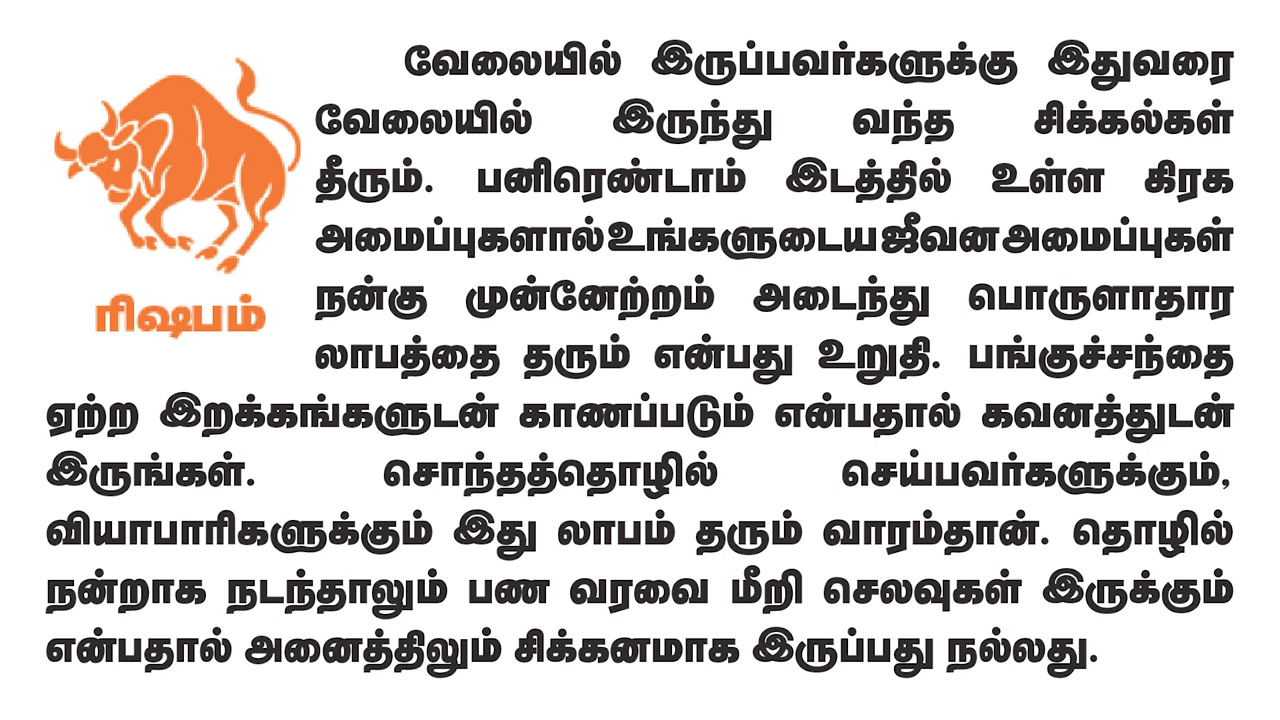 வேலையில் இருப்பவர்களுக்கு இதுவரை
வேலையில் இருந்து வந்த சிக்கல்கள்
தீரும். பனிரெண்டாம் இடத்தில் உள்ள கிரக
அமைப்புகளால் உங்களுடைய ஜீவன அமைப்புகள்
நன்கு முன்னேற்றம் அடைந்து பொருளாதார
ரிஷபம்
லாபத்தை தரும் என்பது உறுதி. பங்குச்சந்தை
ஏற்ற இறக்கங்களுடன் காணப்படும் என்பதால் கவனத்துடன்
இருங்கள். சொந்தத்தொழில் செய்பவர்களுக்கும்,
வியாபாரிகளுக்கும் இது லாபம் தரும் வாரம்தான். தொழில்
நன்றாக நடந்தாலும் பண வரவை மீறி செலவுகள் இருக்கும்
என்பதால் அனைத்திலும் சிக்கனமாக இருப்பது நல்லது.